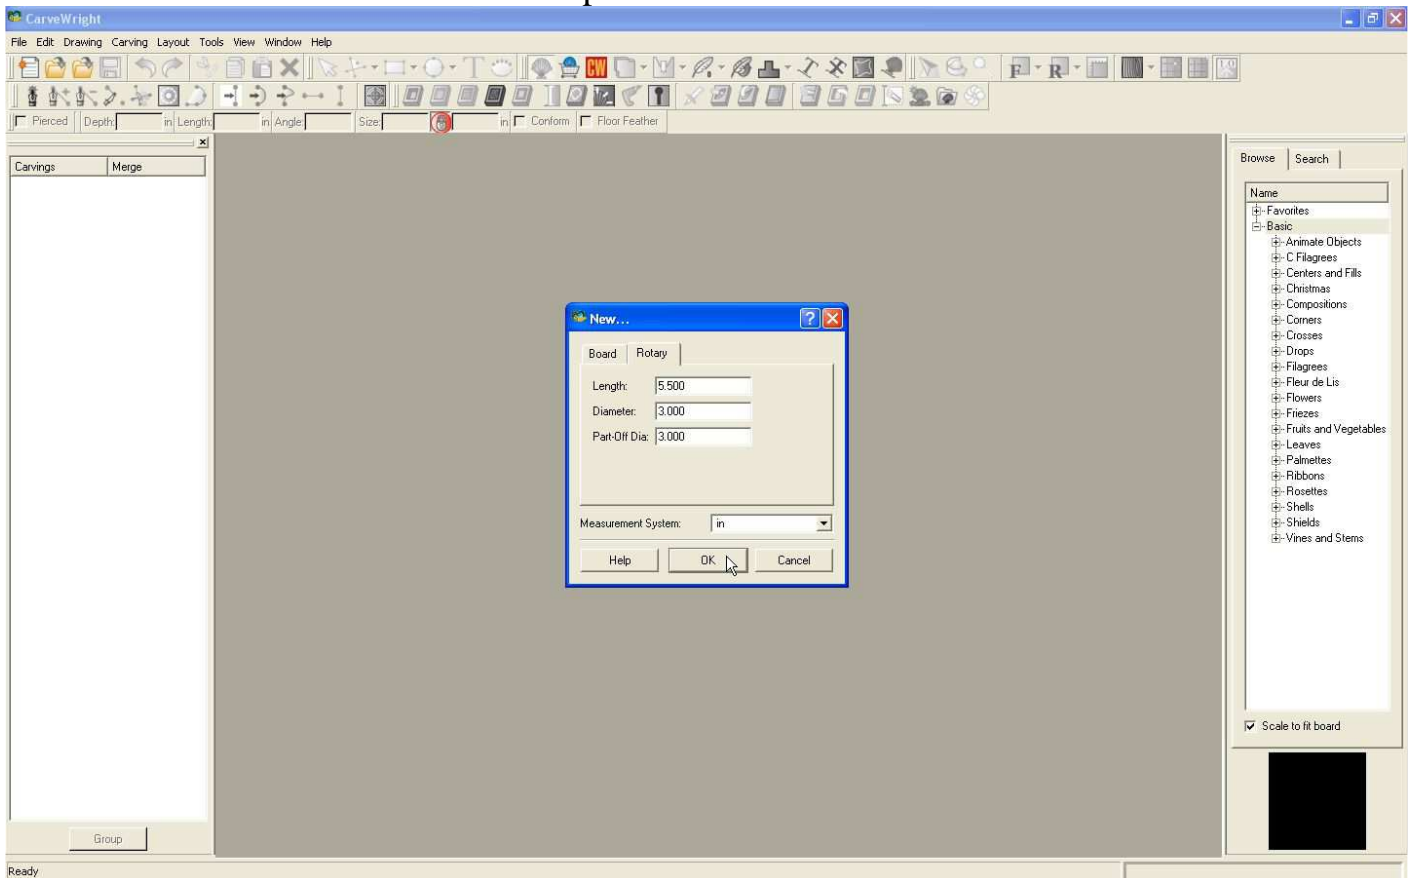 CarveWright
File Edit Drawing Carving Layout Tools View Window Help
CW
T
F R
Pierced Depth: in Length: in Angle: Size: in Conform Floor Feather
Carvings Merge
Browse Search
Name
Favorites
Basic
Animate Objects
C Filagrees
Centers and Fills
Christmas
Compositions
Corners
Crosses
Drops
Filagrees
Fleur de Lis
Flowers
Friezes
Fruits and Vegetables
Leaves
Palmettes
Ribbons
Rosettes
Shells
Shields
Vines and Stems
Scale to fit board
New...
Board Rotary
Length: 5.500
Diameter: 3.000
Part-Off Dia: 3.000
Measurement System: in
Help OK Cancel
Group
Ready